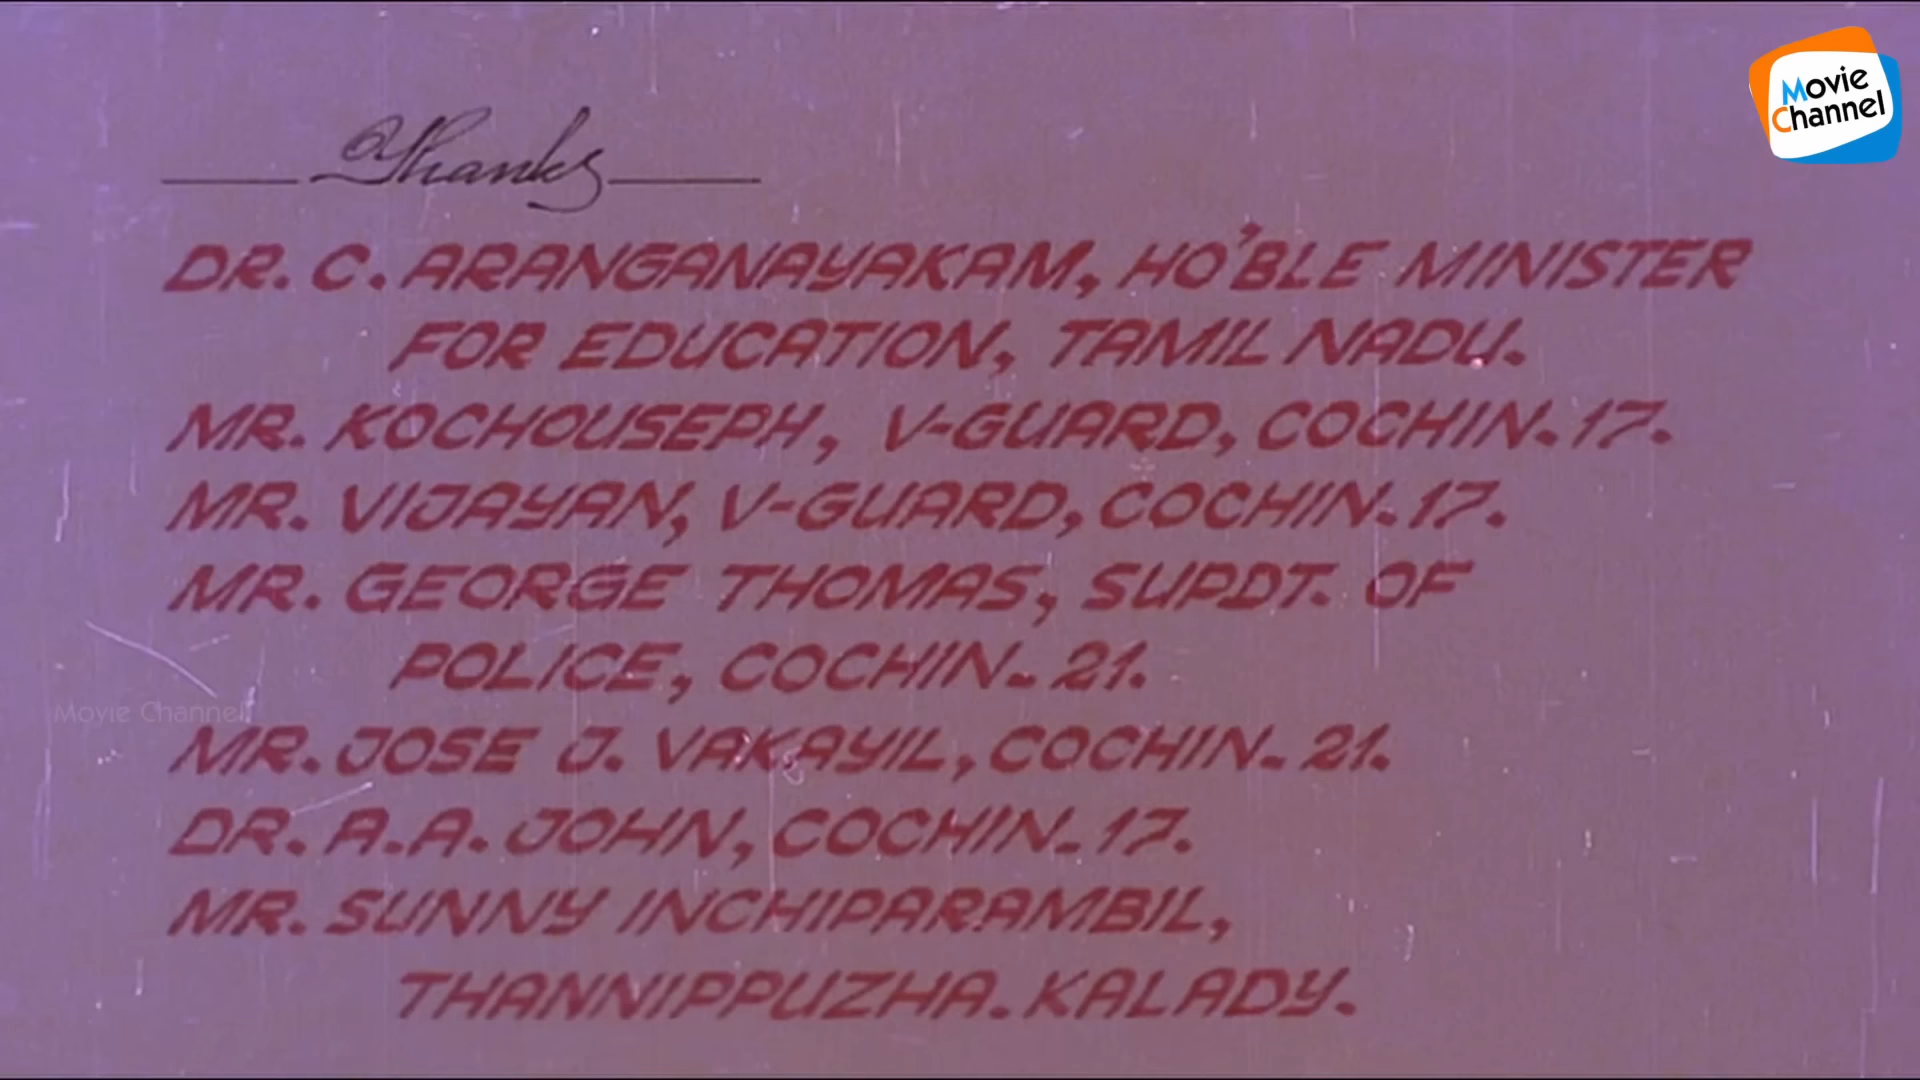 Movie
Channel
Thanks
DR. C. ARANGANAYAKAM, HO'BLE MINISTER
FOR EDUCATION, TAMIL NADU.
MR. KOCHOUSEPH, V-GUARD, COCHIN.17.
MR. VIJAYAN, V-GUARD, COCHIN.17.
MR. GEORGE THOMAS, SUPDT. OF
POLICE, COCHIN-21.
Movie Channel
MR. JOSE J. VAKAYIL, COCHIN-21.
DR. A.A. JOHN, COCHIN-17.
MR. SUNNY INCHIPARAMBIL,
THANNIPPUZHA. KALADY.